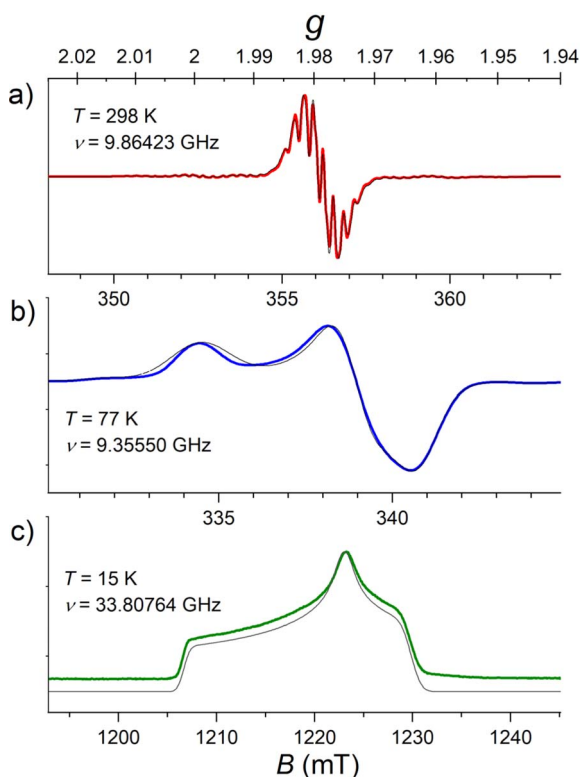 g
2.02 2.01 2 1.99 1.98 1.97 1.96 1.95 1.94
a)
T = 298 K
ν = 9.86423 GHz
350 360
b)
T = 77 K
ν = 9.35550 GHz
335 340
c)
T = 15 K
ν = 33.80764 GHz
1200 1210 1220 1230 1240
B (mT)